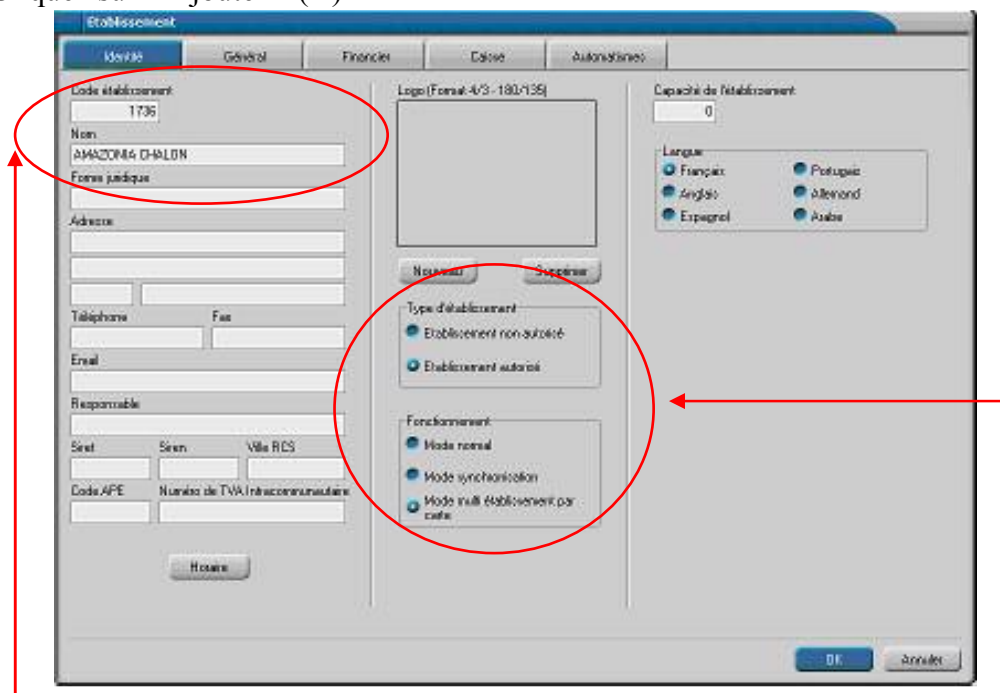 Etablissement
Identité Général Financier Caisse Automatismes
Code établissement
1736
Nom
AMAZONIA CHALON
Forme juridique
Adresse
Téléphone Fax
Email
Responsable
Siret Siren Ville RCS
Code APE Numéro de TVA Intracommunautaire
Horaire
Logo (Format 4/3 - 180/135)
Nouveau Supprimer
Type d'établissement
Etablissement non autorisé
Etablissement autorisé
Fonctionnement
Mode normal
Mode synchronisation
Mode multi établissement par
carte
Capacité de l'établissement
0
Langue
Français Portugais
Anglais Allemand
Espagnol Arabe
OK Annuler